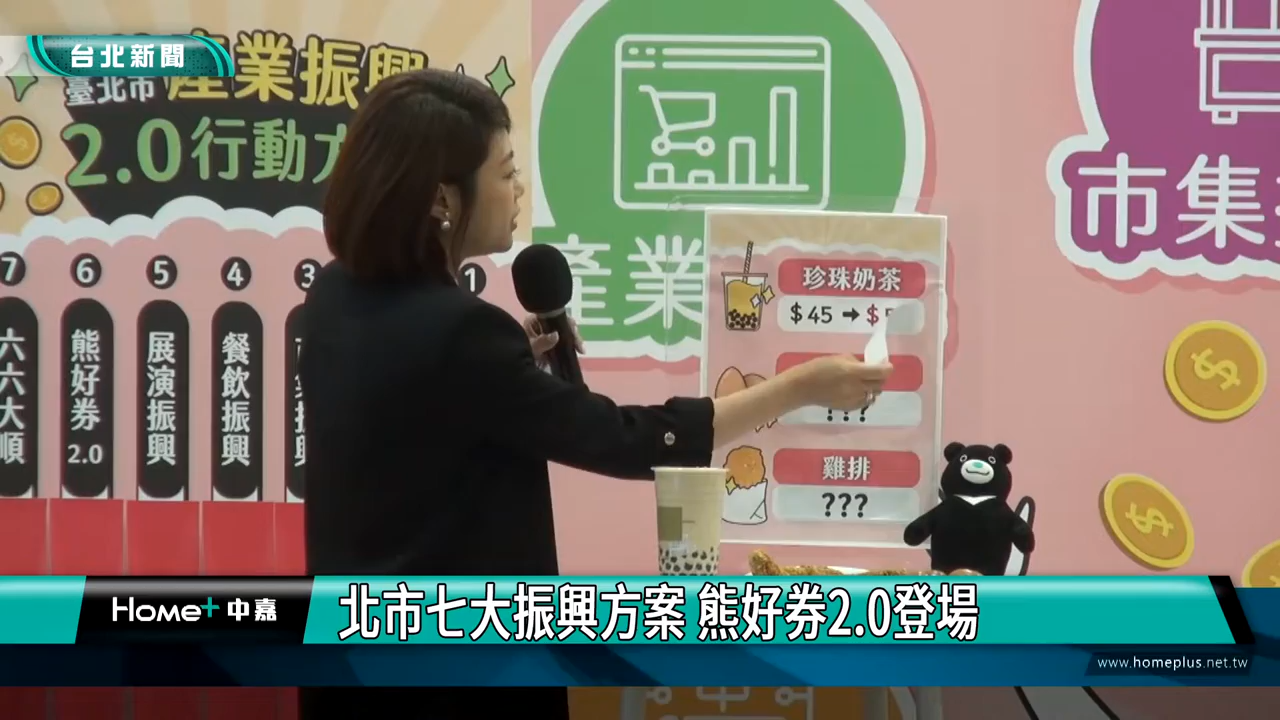 台北新聞
臺北市 產業振興
2.0行動方
7
6
5
4
3
1
六六大順
熊好券2.0
展演振興
餐飲振興
產業
市集
珍珠奶茶
$45→$5
???
雞排
???
Home+中嘉
北市七大振興方案 熊好券2.0登場
www.homeplus.net.tw